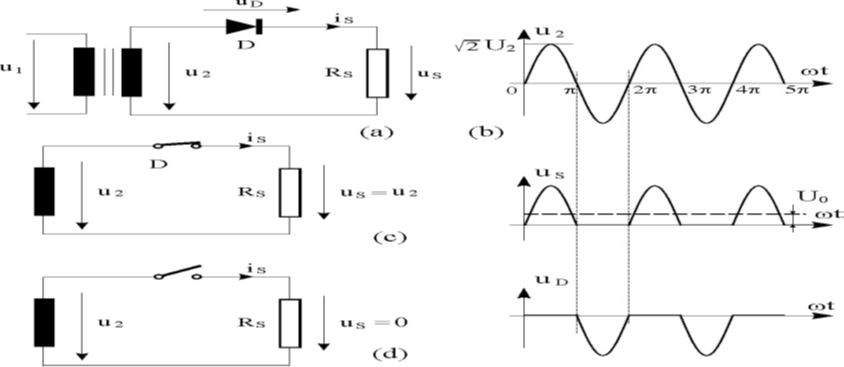 u_D
i_S
D
u_1
u_2
R_S
u_S
(a)
i_S
D
u_2
R_S
u_S = u_2
(c)
i_S
u_2
R_S
u_S = 0
(d)
u_2
√2 U_2
ωt
0 π 2π 3π 4π 5π
(b)
u_S
U_0
ωt
u_D
ωt